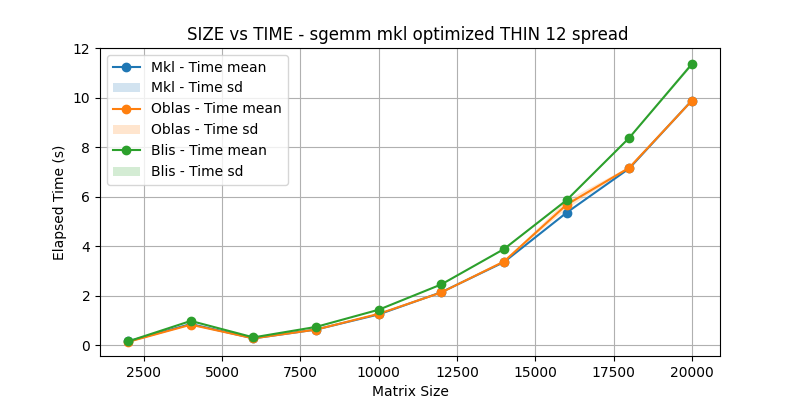 SIZE vs TIME - sgemm mkl optimized THIN 12 spread
Mkl - Time mean
Mkl - Time sd
Oblas - Time mean
Oblas - Time sd
Blis - Time mean
Blis - Time sd
Elapsed Time (s)
12
10
8
6
4
2
0
2500 5000 7500 10000 12500 15000 17500 20000
Matrix Size